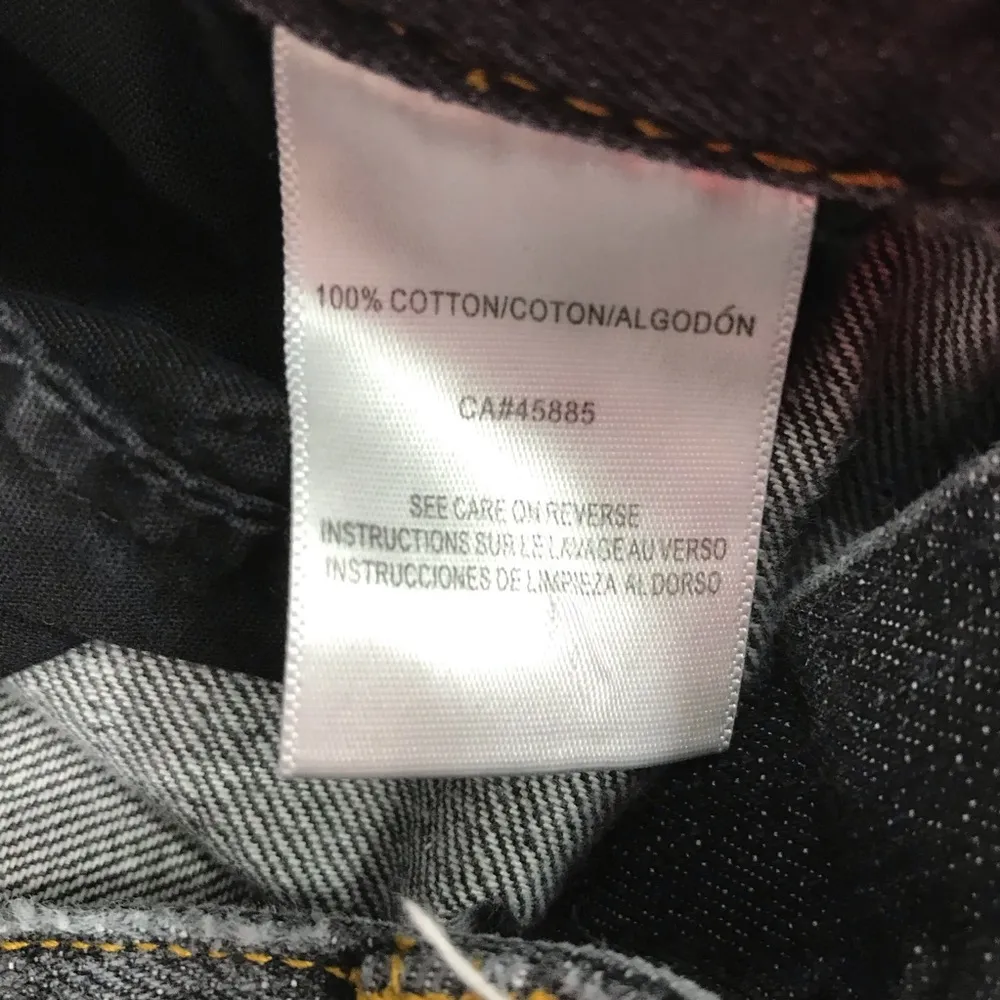 100% COTTON/COTON/ALGODÓN
CA#45885
SEE CARE ON REVERSE
INSTRUCTIONS SUR LE LAVAGE AU VERSO
INSTRUCCIONES DE LIMPIEZA AL DORSO